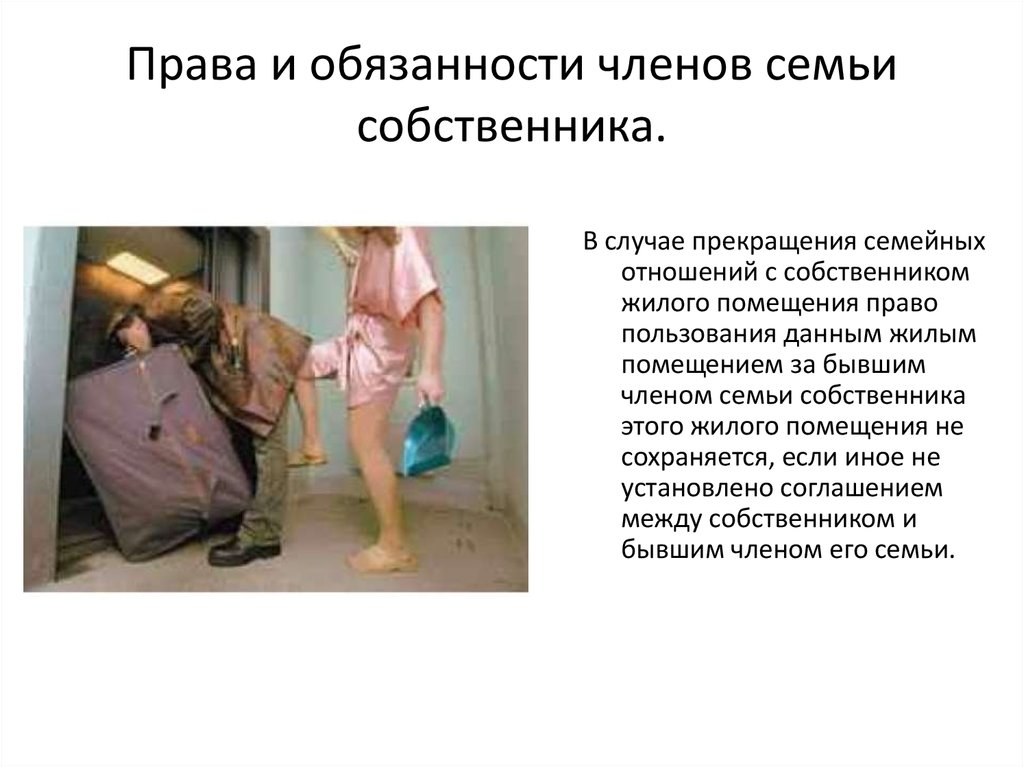 Права и обязанности членов семьи
собственника.
В случае прекращения семейных
отношений с собственником
жилого помещения право
пользования данным жилым
помещением за бывшим
членом семьи собственника
этого жилого помещения не
сохраняется, если иное не
установлено соглашением
между собственником и
бывшим членом его семьи.